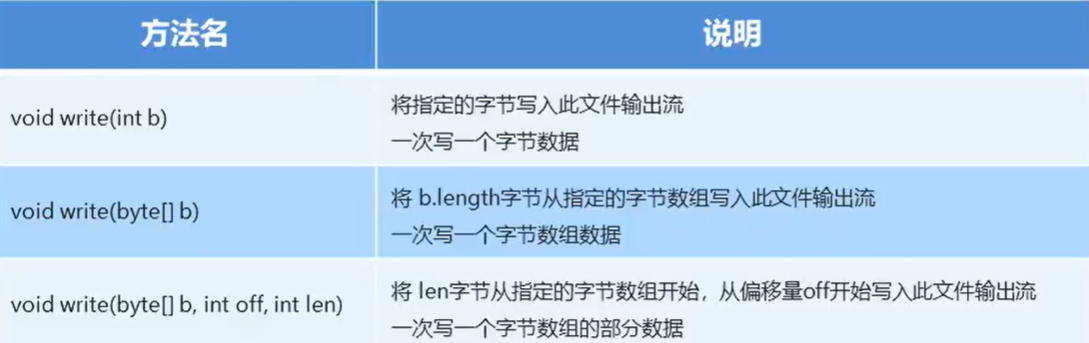 方法名 说明
void write(int b)
将指定的字节写入此文件输出流
一次写一个字节数据
void write(byte[] b)
将 b.length字节从指定的字节数组写入此文件输出流
一次写一个字节数组数据
void write(byte[] b, int off, int len)
将 len字节从指定的字节数组开始，从偏移量off开始写入此文件输出流
一次写一个字节数组的部分数据